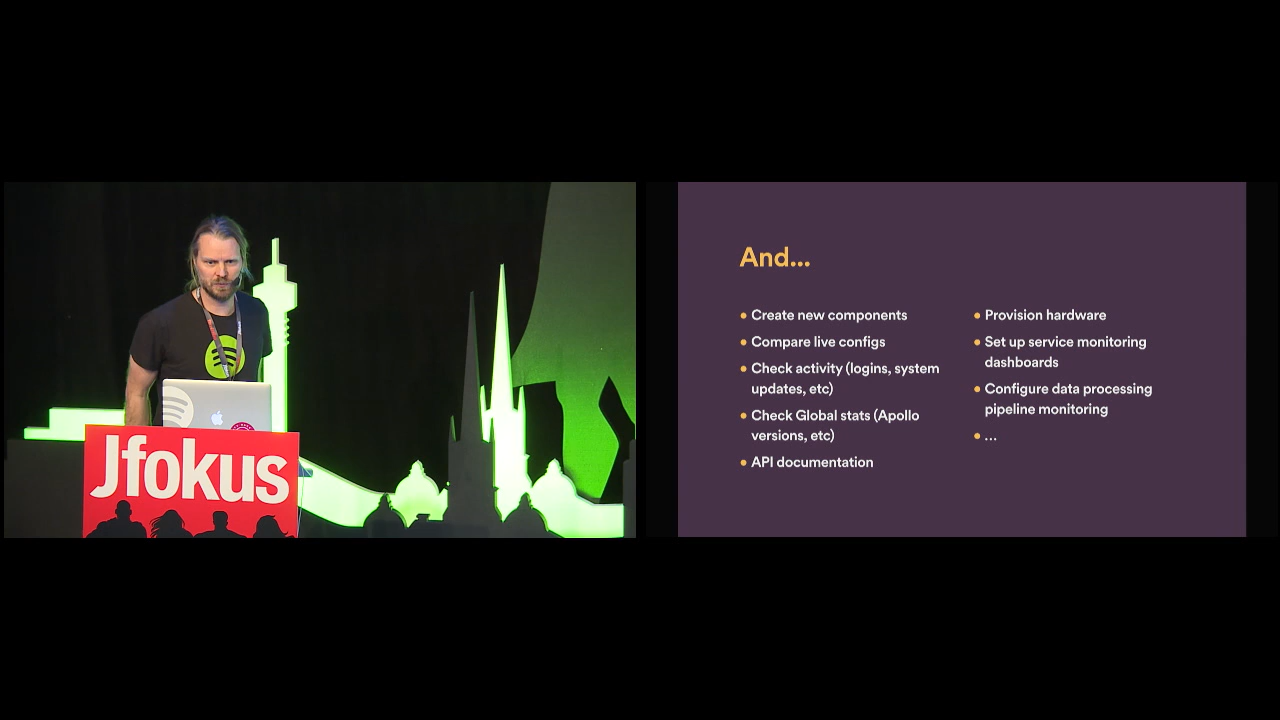 Jfokus
And...
• Create new components
• Compare live configs
• Check activity (logins, system
updates, etc)
• Check Global stats (Apollo
versions, etc)
• API documentation
• Provision hardware
• Set up service monitoring
dashboards
• Configure data processing
pipeline monitoring
• ...